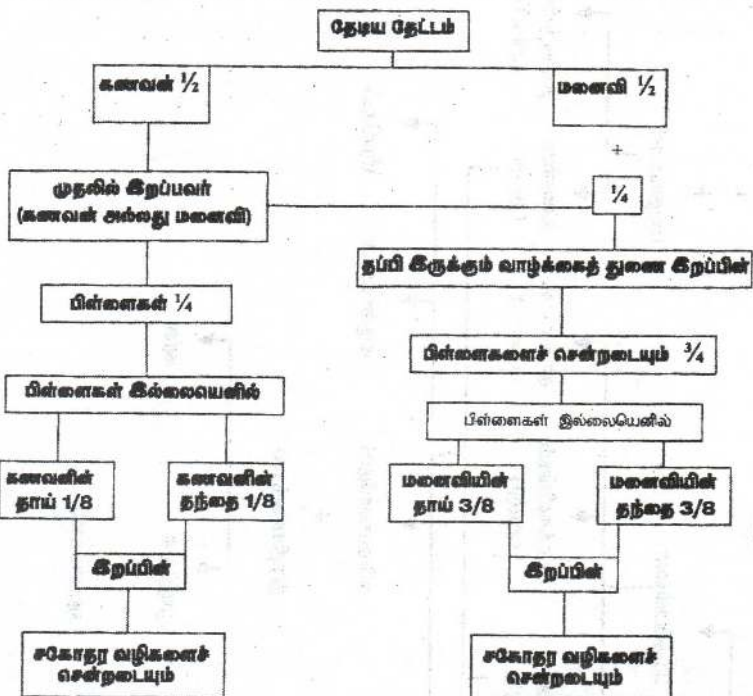 தேடிய தேட்டம்
கணவன் ½
மனைவி ½
+
முதலில் இறப்பவர்
(கணவன் அல்லது மனைவி)
¼
தப்பி இருக்கும் வாழ்க்கைத் துணை இறப்பின்
பிள்ளைகள் ¼
பிள்ளைகளைச் சென்றடையும் ¾
பிள்ளைகள் இல்லையெனில்
பிள்ளைகள் இல்லையெனில்
கணவனின்
தாய் 1/8
கணவனின்
தந்தை 1/8
மனைவியின்
தாய் 3/8
மனைவியின்
தந்தை 3/8
இறப்பின்
இறப்பின்
சகோதர வழிகளைச்
சென்றடையும்
சகோதர வழிகளைச்
சென்றடையும்